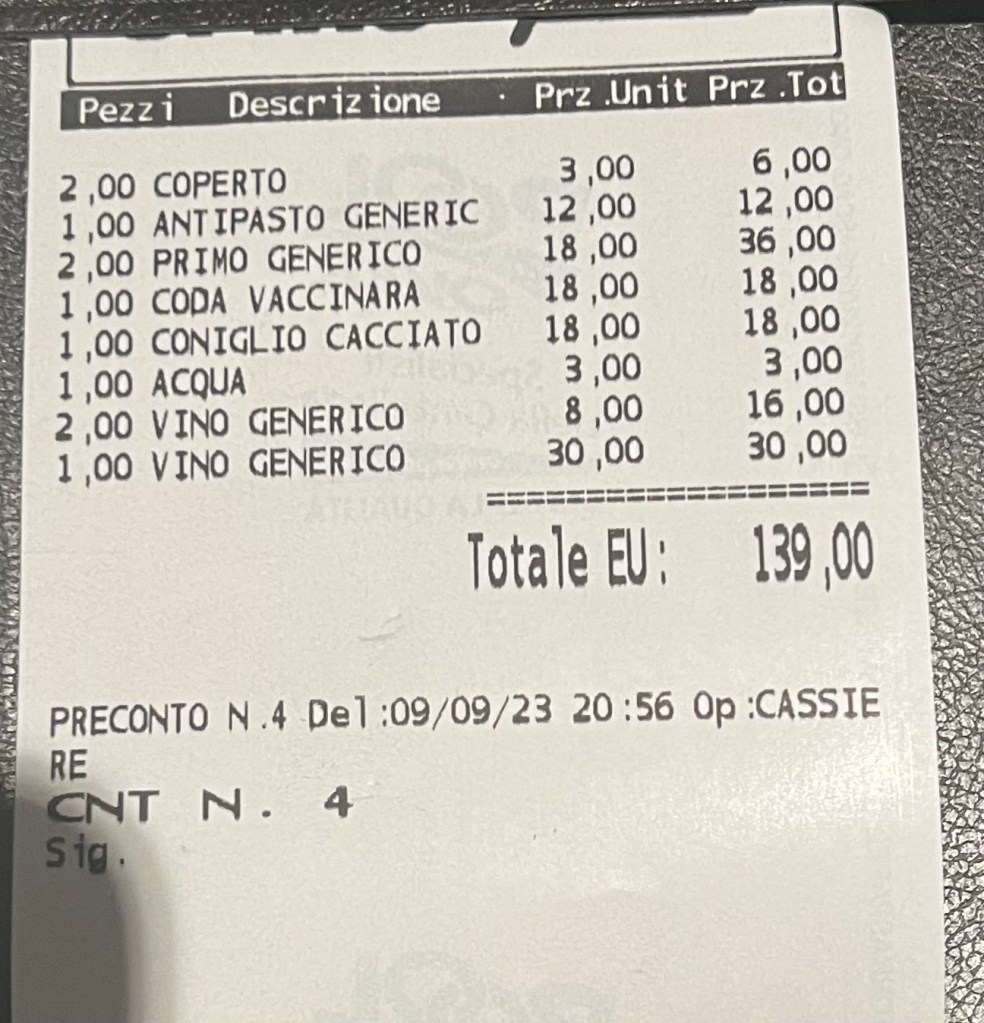 Pezzi Descrizione Prz.Unit Prz.Tot
2,00 COPERTO 3,00 6,00
1,00 ANTIPASTO GENERIC 12,00 12,00
2,00 PRIMO GENERICO 18,00 36,00
1,00 CODA VACCINARA 18,00 18,00
1,00 CONIGLIO CACCIATO 18,00 18,00
1,00 ACQUA 3,00 3,00
2,00 VINO GENERICO 8,00 16,00
1,00 VINO GENERICO 30,00 30,00
===================
Totale EU: 139,00
PRECONTO N.4 Del:09/09/23 20:56 Op:CASSIE
RE
CNT N. 4
Sig.